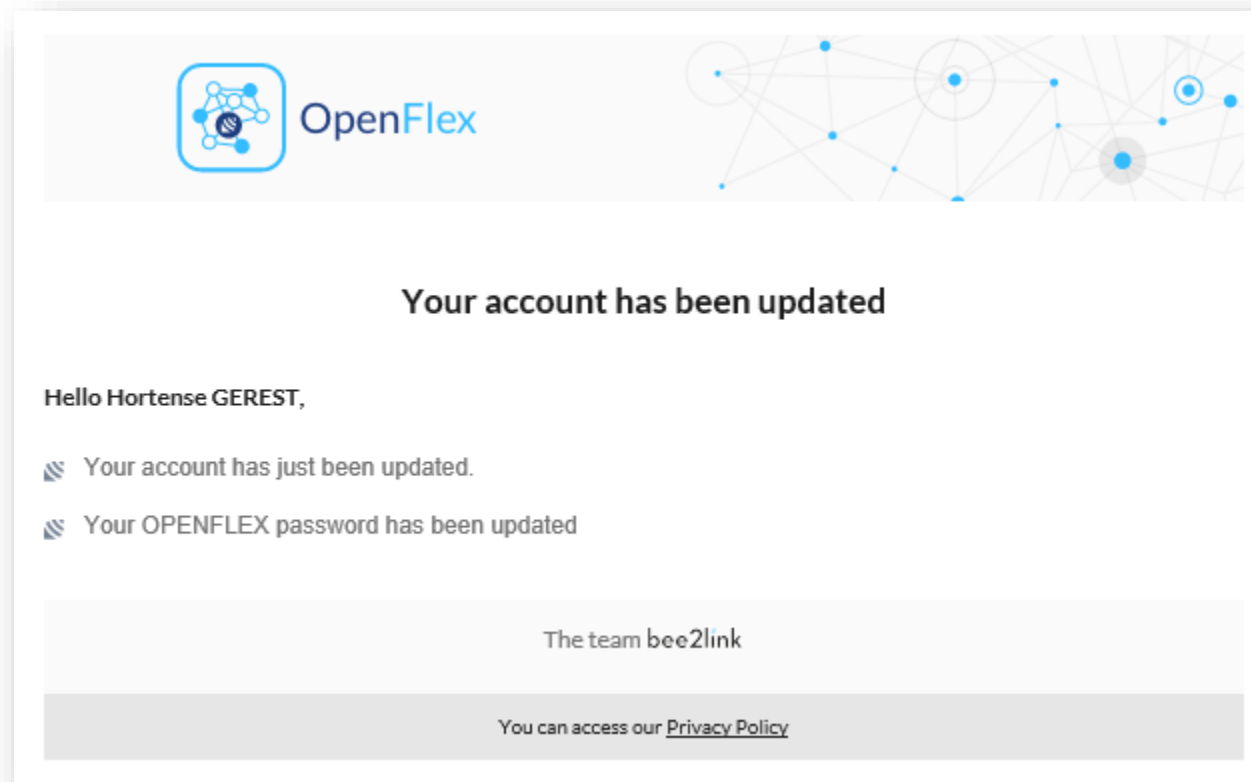 OpenFlex
Your account has been updated
Hello Hortense GEREST,
Your account has just been updated.
Your OPENFLEX password has been updated
The team bee2link
You can access our Privacy Policy